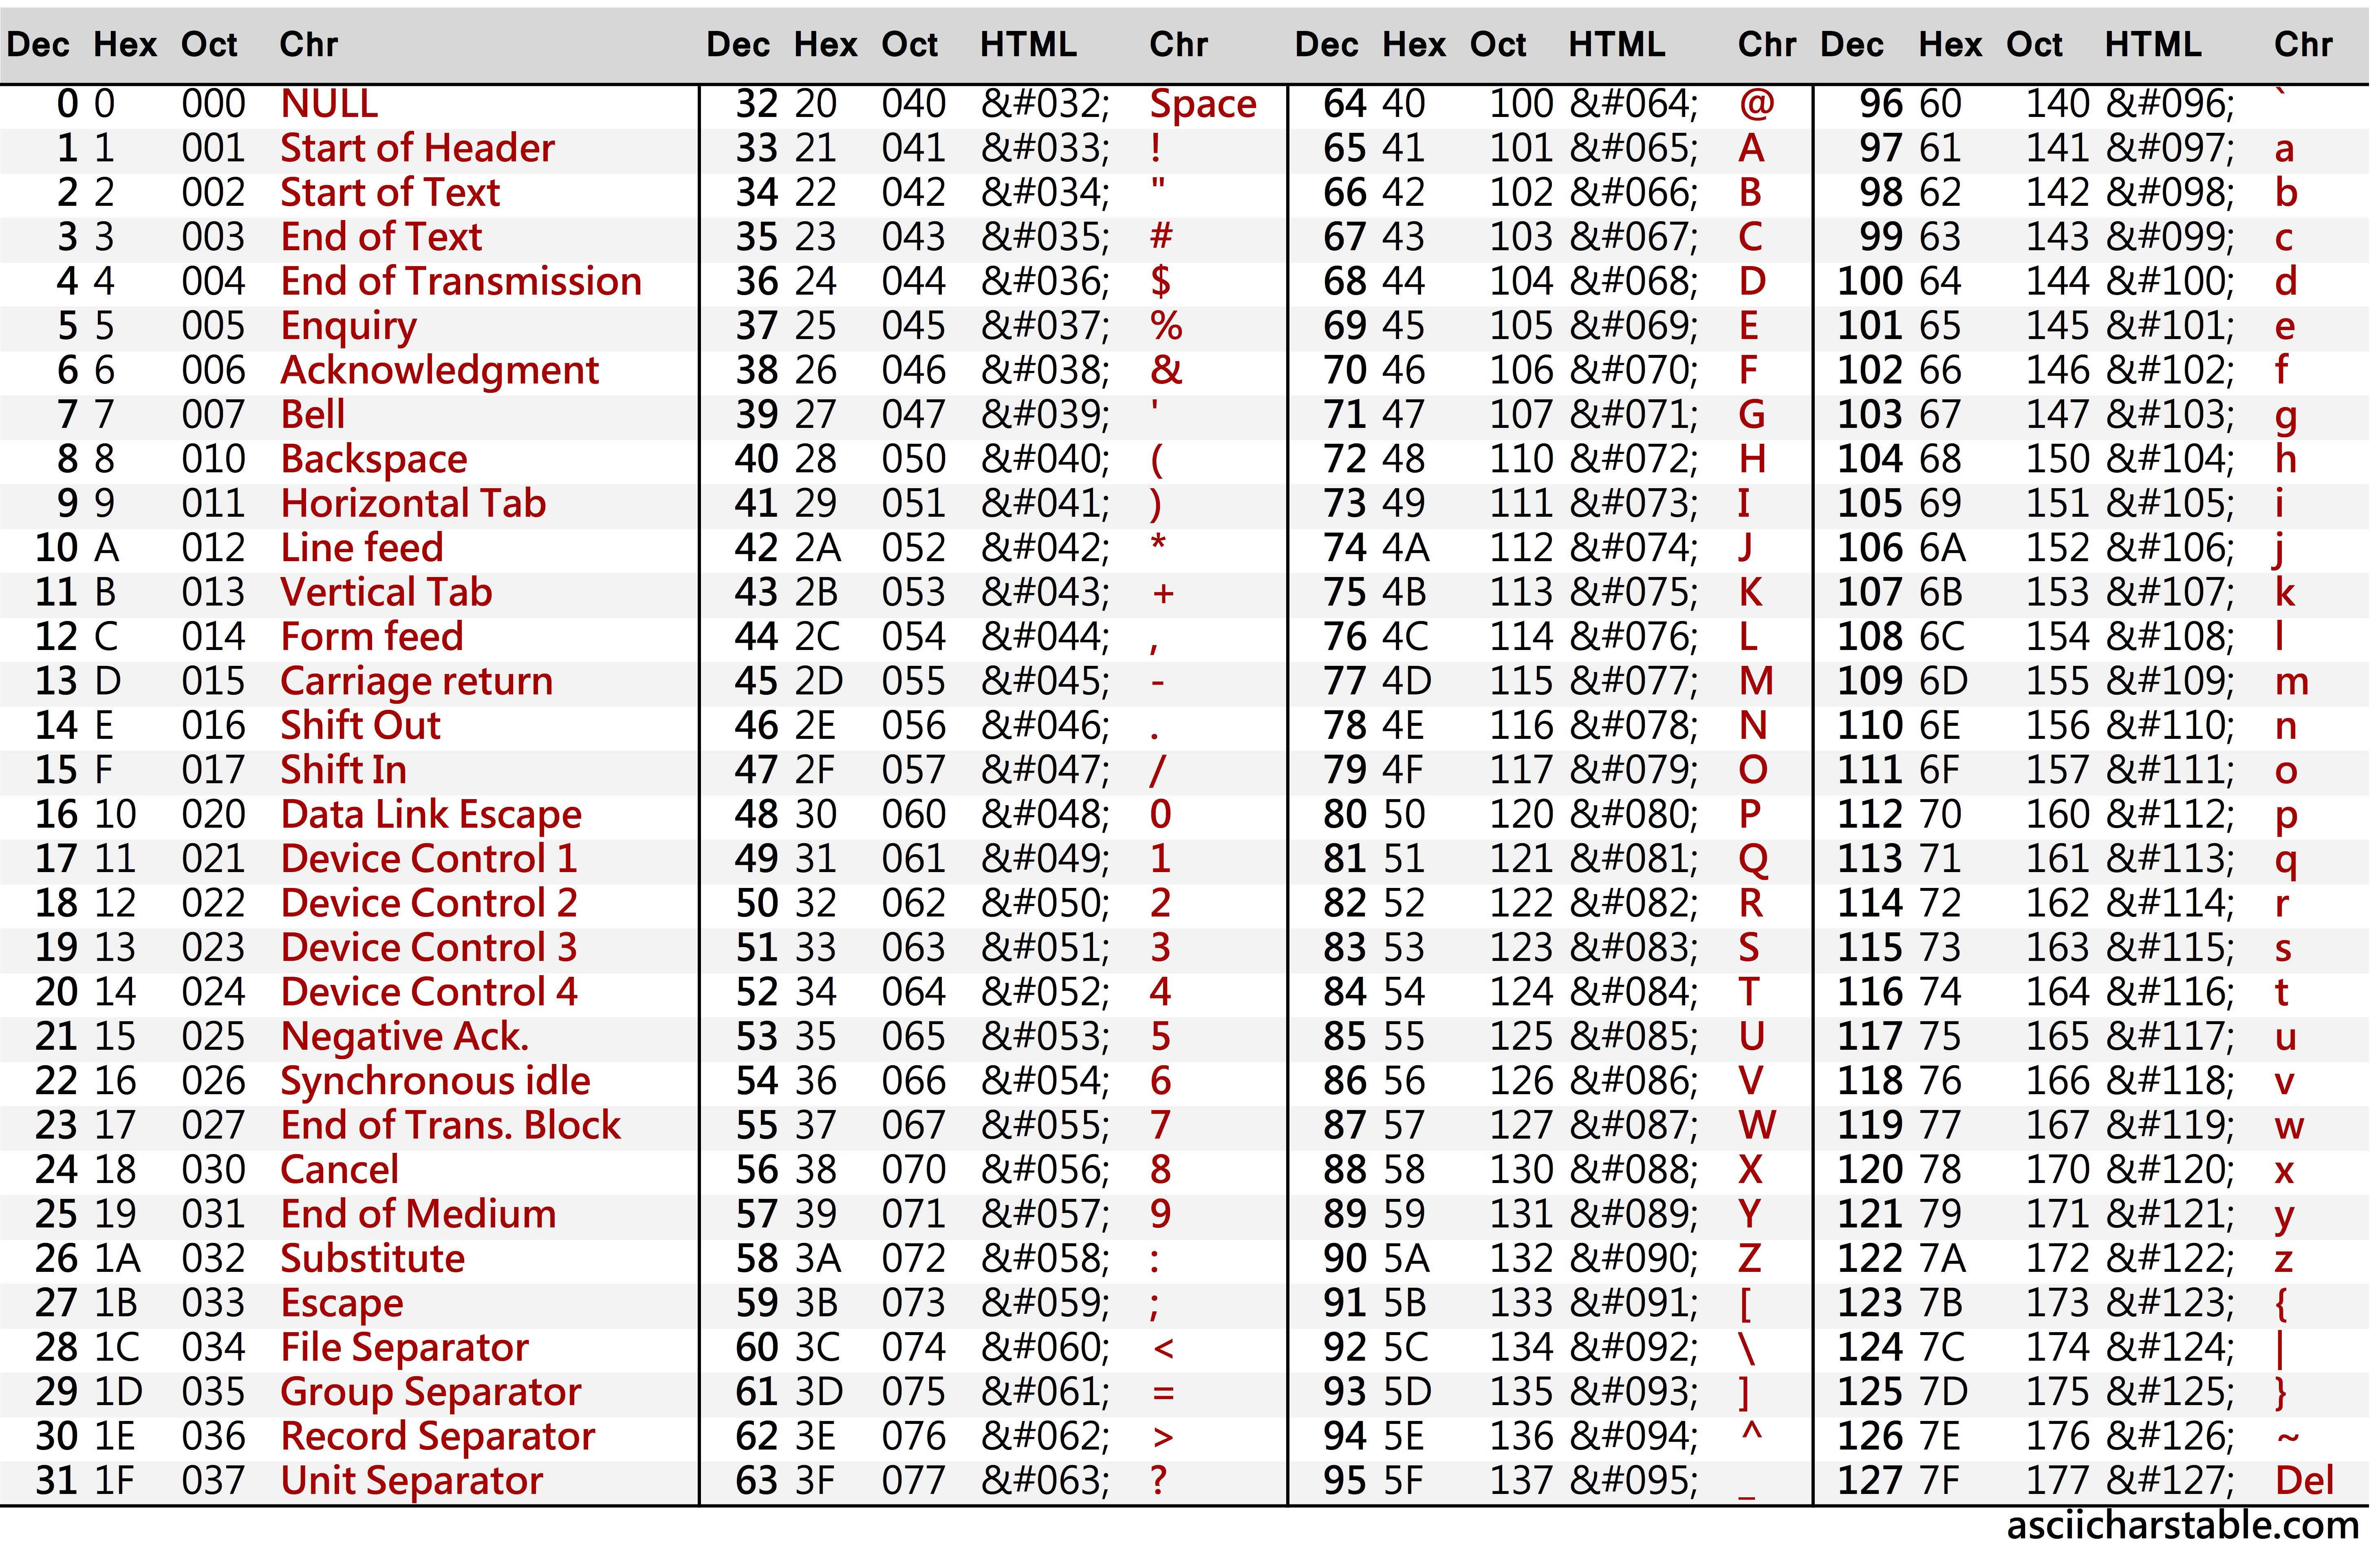 Dec Hex Oct Chr Dec Hex Oct HTML Chr Dec Hex Oct HTML Chr Dec Hex Oct HTML Chr
0 0 000 NULL 32 20 040 &#032; Space 64 40 100 &#064; @ 96 60 140 &#096; `
1 1 001 Start of Header 33 21 041 &#033; ! 65 41 101 &#065; A 97 61 141 &#097; a
2 2 002 Start of Text 34 22 042 &#034; " 66 42 102 &#066; B 98 62 142 &#098; b
3 3 003 End of Text 35 23 043 &#035; # 67 43 103 &#067; C 99 63 143 &#099; c
4 4 004 End of Transmission 36 24 044 &#036; $ 68 44 104 &#068; D 100 64 144 &#100; d
5 5 005 Enquiry 37 25 045 &#037; % 69 45 105 &#069; E 101 65 145 &#101; e
6 6 006 Acknowledgment 38 26 046 &#038; & 70 46 106 &#070; F 102 66 146 &#102; f
7 7 007 Bell 39 27 047 &#039; ' 71 47 107 &#071; G 103 67 147 &#103; g
8 8 010 Backspace 40 28 050 &#040; ( 72 48 110 &#072; H 104 68 150 &#104; h
9 9 011 Horizontal Tab 41 29 051 &#041; ) 73 49 111 &#073; I 105 69 151 &#105; i
10 A 012 Line feed 42 2A 052 &#042; * 74 4A 112 &#074; J 106 6A 152 &#106; j
11 B 013 Vertical Tab 43 2B 053 &#043; + 75 4B 113 &#075; K 107 6B 153 &#107; k
12 C 014 Form feed 44 2C 054 &#044; , 76 4C 114 &#076; L 108 6C 154 &#108; l
13 D 015 Carriage return 45 2D 055 &#045; - 77 4D 115 &#077; M 109 6D 155 &#109; m
14 E 016 Shift Out 46 2E 056 &#046; . 78 4E 116 &#078; N 110 6E 156 &#110; n
15 F 017 Shift In 47 2F 057 &#047; / 79 4F 117 &#079; O 111 6F 157 &#111; o
16 10 020 Data Link Escape 48 30 060 &#048; 0 80 50 120 &#080; P 112 70 160 &#112; p
17 11 021 Device Control 1 49 31 061 &#049; 1 81 51 121 &#081; Q 113 71 161 &#113; q
18 12 022 Device Control 2 50 32 062 &#050; 2 82 52 122 &#082; R 114 72 162 &#114; r
19 13 023 Device Control 3 51 33 063 &#051; 3 83 53 123 &#083; S 115 73 163 &#115; s
20 14 024 Device Control 4 52 34 064 &#052; 4 84 54 124 &#084; T 116 74 164 &#116; t
21 15 025 Negative Ack. 53 35 065 &#053; 5 85 55 125 &#085; U 117 75 165 &#117; u
22 16 026 Synchronous idle 54 36 066 &#054; 6 86 56 126 &#086; V 118 76 166 &#118; v
23 17 027 End of Trans. Block 55 37 067 &#055; 7 87 57 127 &#087; W 119 77 167 &#119; w
24 18 030 Cancel 56 38 070 &#056; 8 88 58 130 &#088; X 120 78 170 &#120; x
25 19 031 End of Medium 57 39 071 &#057; 9 89 59 131 &#089; Y 121 79 171 &#121; y
26 1A 032 Substitute 58 3A 072 &#058; : 90 5A 132 &#090; Z 122 7A 172 &#122; z
27 1B 033 Escape 59 3B 073 &#059; ; 91 5B 133 &#091; [ 123 7B 173 &#123; {
28 1C 034 File Separator 60 3C 074 &#060; < 92 5C 134 &#092; \ 124 7C 174 &#124; |
29 1D 035 Group Separator 61 3D 075 &#061; = 93 5D 135 &#093; ] 125 7D 175 &#125; }
30 1E 036 Record Separator 62 3E 076 &#062; > 94 5E 136 &#094; ^ 126 7E 176 &#126; ~
31 1F 037 Unit Separator 63 3F 077 &#063; ? 95 5F 137 &#095; _ 127 7F 177 &#127; Del
asciicharstable.com